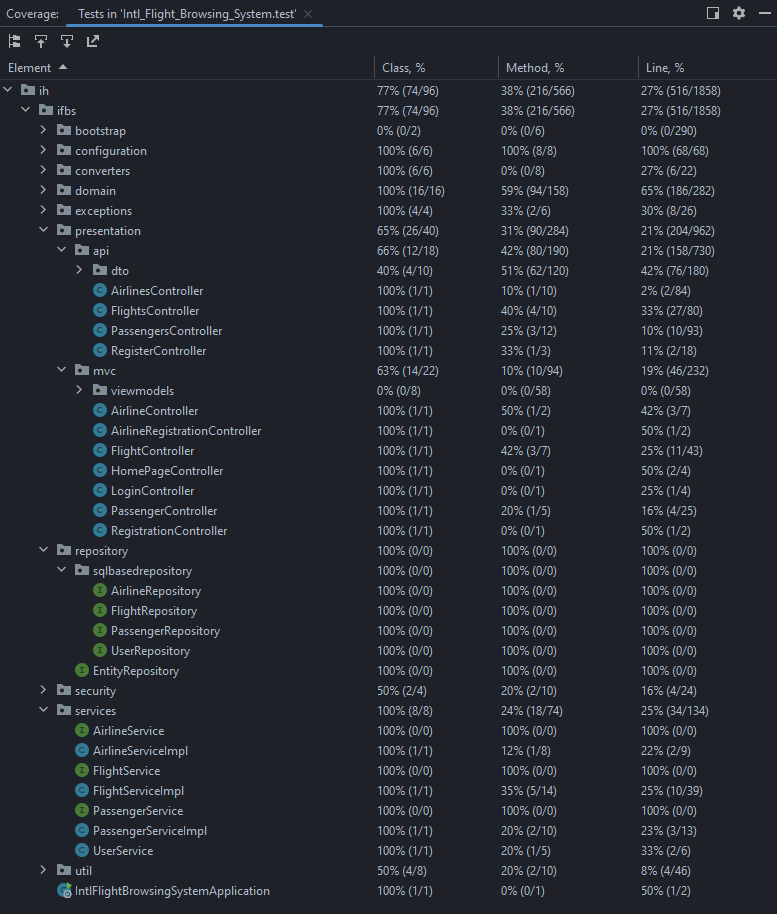 Coverage: Tests in 'Intl_Flight_Browsing_System.test' ×
Element Class, % Method, % Line, %
ih 77% (74/96) 38% (216/566) 27% (516/1858)
ifbs 77% (74/96) 38% (216/566) 27% (516/1858)
bootstrap 0% (0/2) 0% (0/6) 0% (0/290)
configuration 100% (6/6) 100% (8/8) 100% (68/68)
converters 100% (6/6) 0% (0/8) 27% (6/22)
domain 100% (16/16) 59% (94/158) 65% (186/282)
exceptions 100% (4/4) 33% (2/6) 30% (8/26)
presentation 65% (26/40) 31% (90/284) 21% (204/962)
api 66% (12/18) 42% (80/190) 21% (158/730)
dto 40% (4/10) 51% (62/120) 42% (76/180)
C AirlinesController 100% (1/1) 10% (1/10) 2% (2/84)
C FlightsController 100% (1/1) 40% (4/10) 33% (27/80)
C PassengersController 100% (1/1) 25% (3/12) 10% (10/93)
C RegisterController 100% (1/1) 33% (1/3) 11% (2/18)
mvc 63% (14/22) 10% (10/94) 19% (46/232)
viewmodels 0% (0/8) 0% (0/58) 0% (0/58)
C AirlineController 100% (1/1) 50% (1/2) 42% (3/7)
C AirlineRegistrationController 100% (1/1) 0% (0/1) 50% (1/2)
C FlightController 100% (1/1) 42% (3/7) 25% (11/43)
C HomePageController 100% (1/1) 0% (0/1) 50% (2/4)
C LoginController 100% (1/1) 0% (0/1) 25% (1/4)
C PassengerController 100% (1/1) 20% (1/5) 16% (4/25)
C RegistrationController 100% (1/1) 0% (0/1) 50% (1/2)
repository 100% (0/0) 100% (0/0) 100% (0/0)
sqlbasedrepository 100% (0/0) 100% (0/0) 100% (0/0)
I AirlineRepository 100% (0/0) 100% (0/0) 100% (0/0)
I FlightRepository 100% (0/0) 100% (0/0) 100% (0/0)
I PassengerRepository 100% (0/0) 100% (0/0) 100% (0/0)
I UserRepository 100% (0/0) 100% (0/0) 100% (0/0)
I EntityRepository 100% (0/0) 100% (0/0) 100% (0/0)
security 50% (2/4) 20% (2/10) 16% (4/24)
services 100% (8/8) 24% (18/74) 25% (34/134)
I AirlineService 100% (0/0) 100% (0/0) 100% (0/0)
C AirlineServiceImpl 100% (1/1) 12% (1/8) 22% (2/9)
I FlightService 100% (0/0) 100% (0/0) 100% (0/0)
C FlightServiceImpl 100% (1/1) 35% (5/14) 25% (10/39)
I PassengerService 100% (0/0) 100% (0/0) 100% (0/0)
C PassengerServiceImpl 100% (1/1) 20% (2/10) 23% (3/13)
C UserService 100% (1/1) 20% (1/5) 33% (2/6)
util 50% (4/8) 20% (2/10) 8% (4/46)
IntlFlightBrowsingSystemApplication 100% (1/1) 0% (0/1) 50% (1/2)